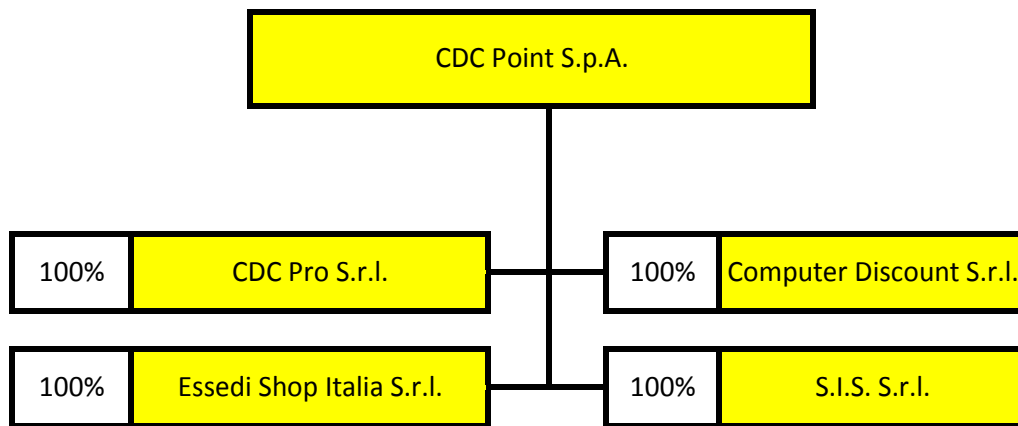 CDC Point S.p.A.
100% CDC Pro S.r.l.
100% Computer Discount S.r.l.
100% Essedi Shop Italia S.r.l.
100% S.I.S. S.r.l.